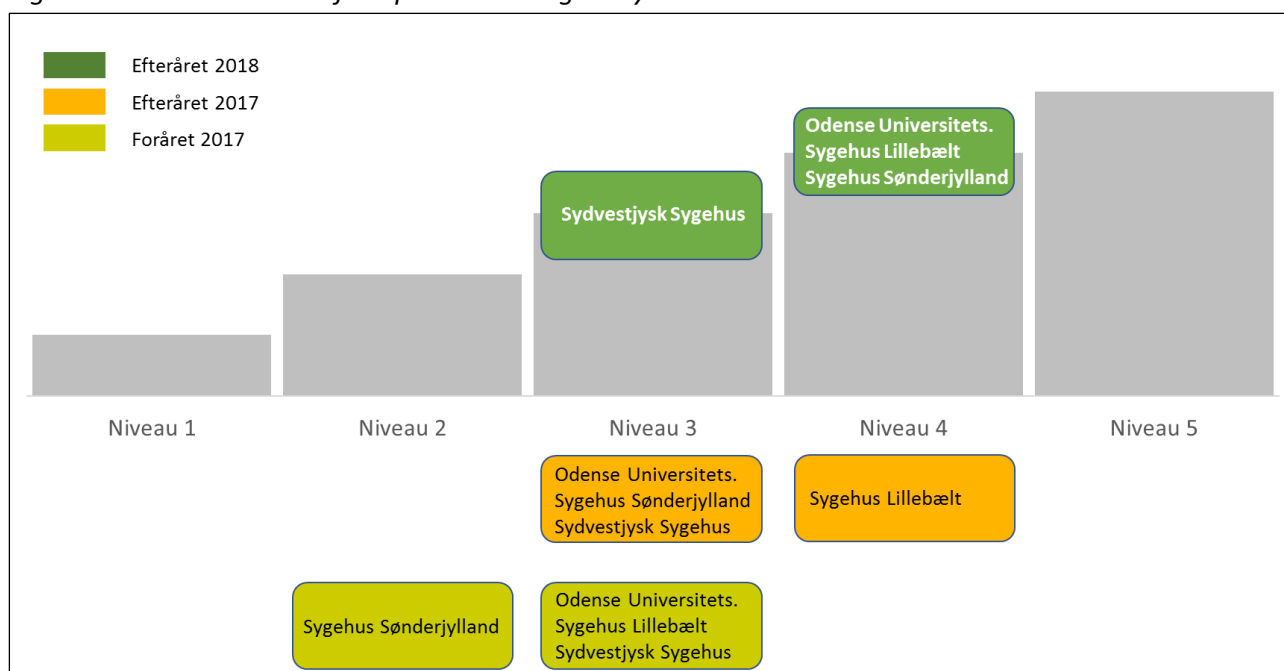 Efteråret 2018
Efteråret 2017
Foråret 2017
Odense Universitets.
Sygehus Lillebælt
Sygehus Sønderjylland
Sydvestjysk Sygehus
Niveau 1
Niveau 2
Niveau 3
Niveau 4
Niveau 5
Odense Universitets.
Sygehus Sønderjylland
Sydvestjysk Sygehus
Sygehus Lillebælt
Sygehus Sønderjylland
Odense Universitets.
Sygehus Lillebælt
Sydvestjysk Sygehus